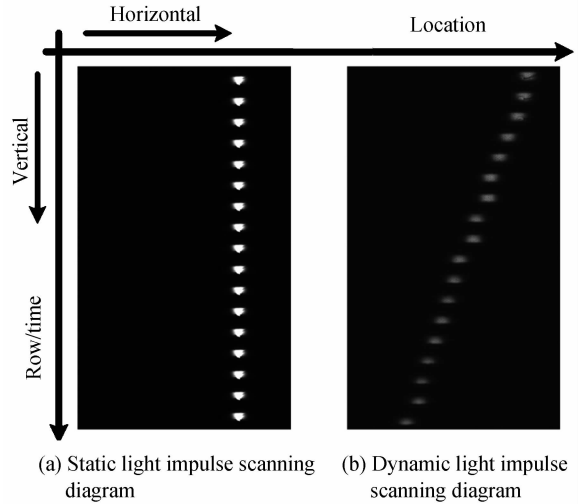 Horizontal
Location
Vertical
Row/time
(a) Static light impulse scanning
diagram
(b) Dynamic light impulse
scanning diagram